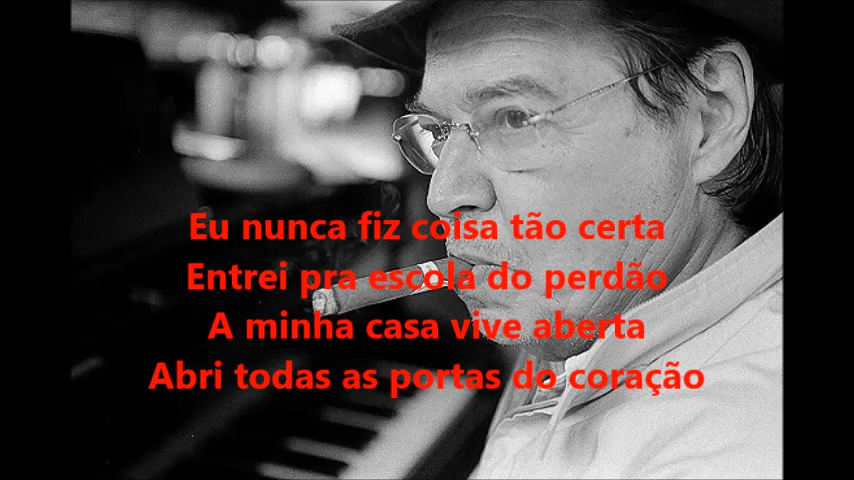 Eu nunca fiz coisa tão certa
Entrei pra escola do perdão
A minha casa vive aberta
Abri todas as portas do coração